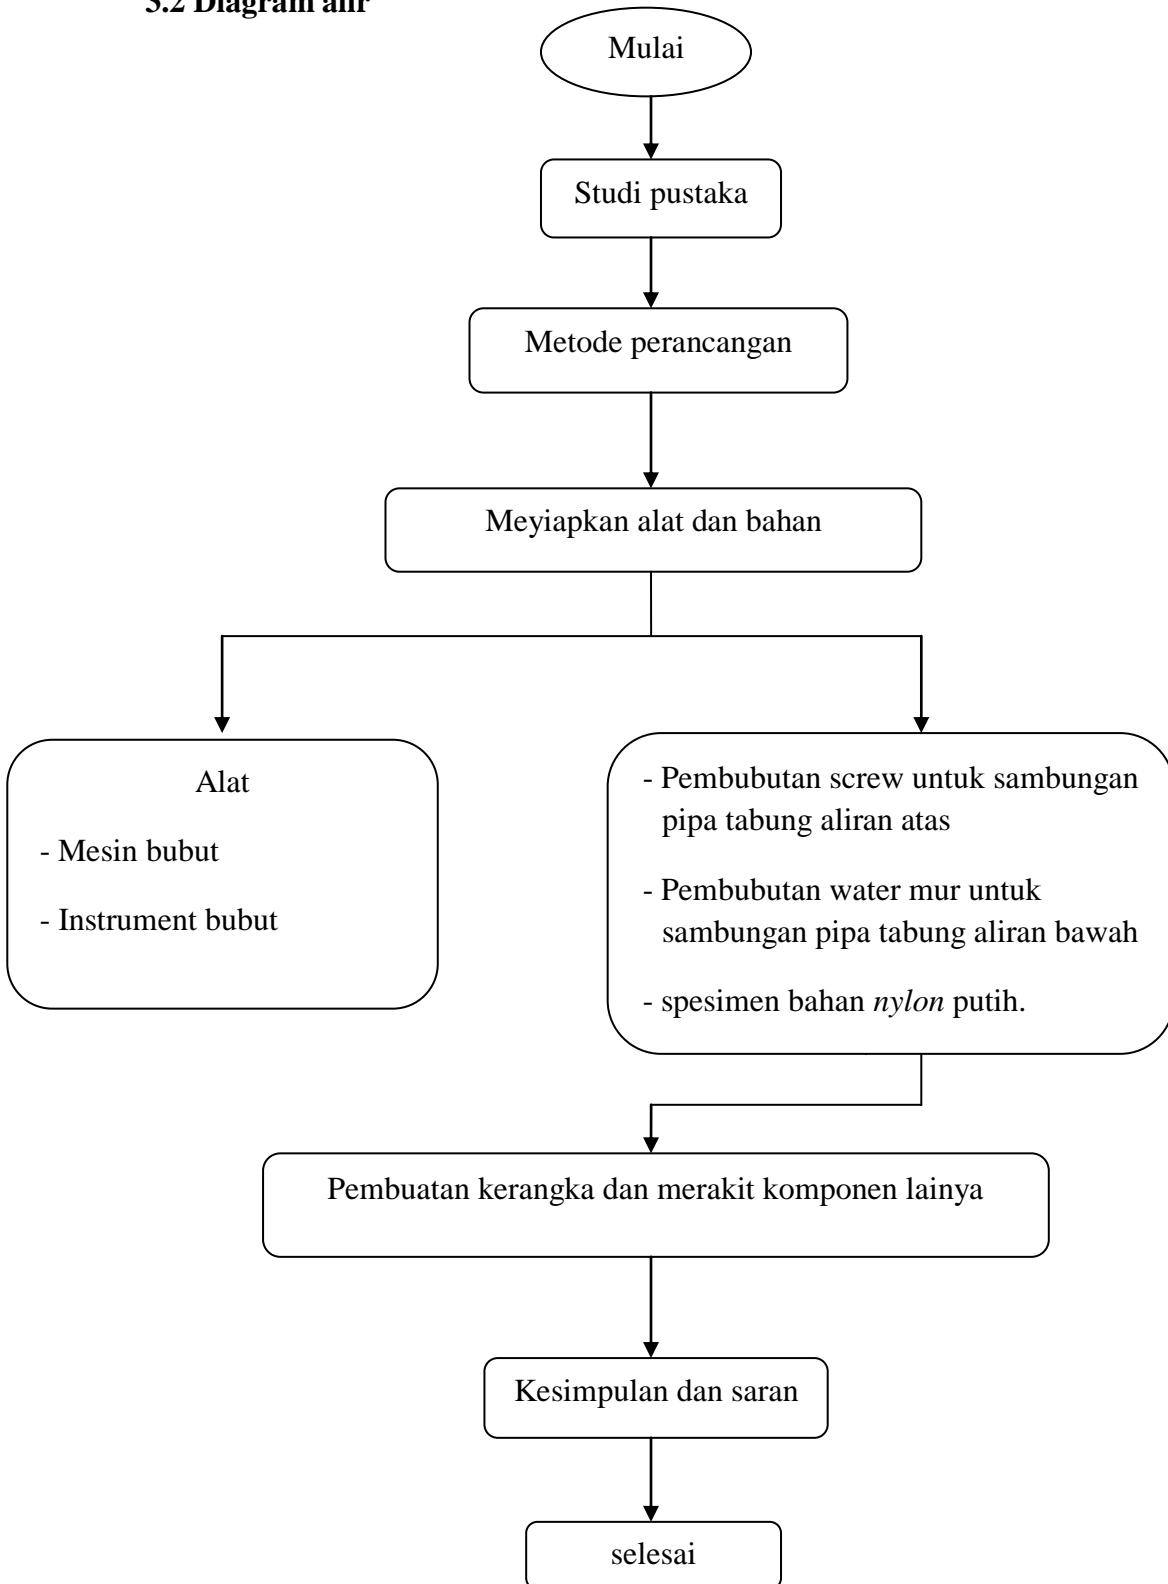 3.2 Diagram alir
Mulai
Studi pustaka
Metode perancangan
Meyiapkan alat dan bahan
Alat
- Mesin bubut
- Instrument bubut
- Pembubutan screw untuk sambungan
pipa tabung aliran atas
- Pembubutan water mur untuk
sambungan pipa tabung aliran bawah
- spesimen bahan nylon putih.
Pembuatan kerangka dan merakit komponen lainya
Kesimpulan dan saran
selesai